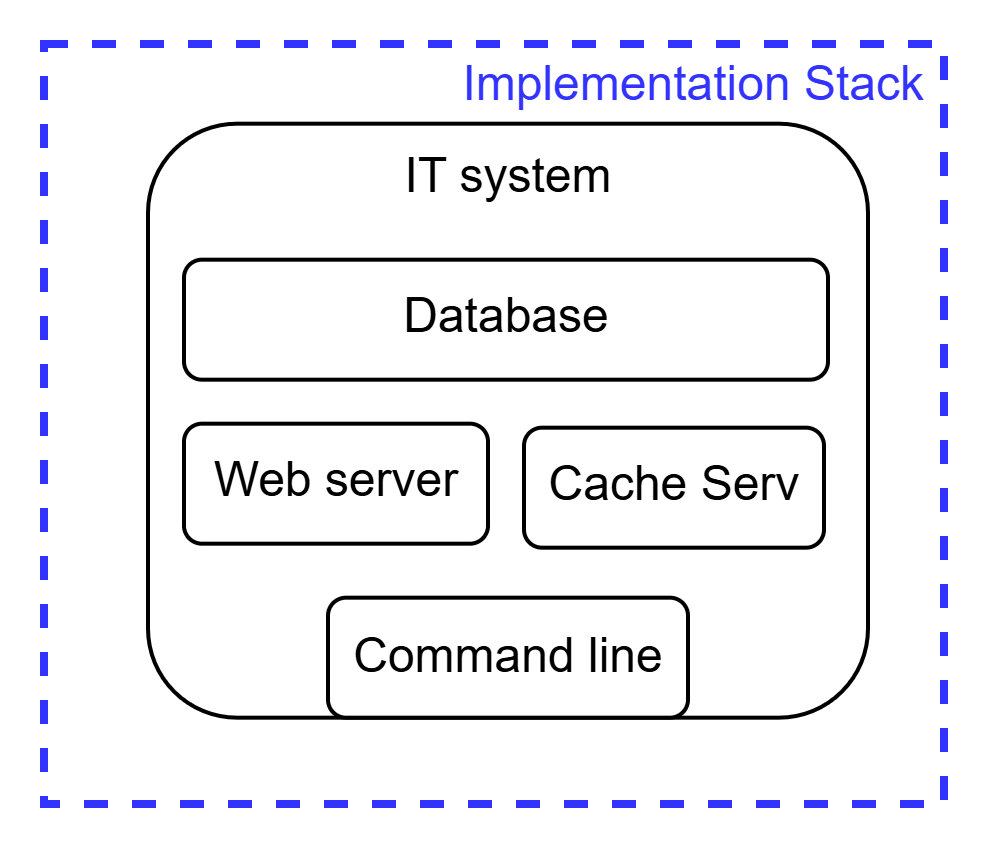 Implementation Stack
IT system
Database
Web server
Cache Serv
Command line